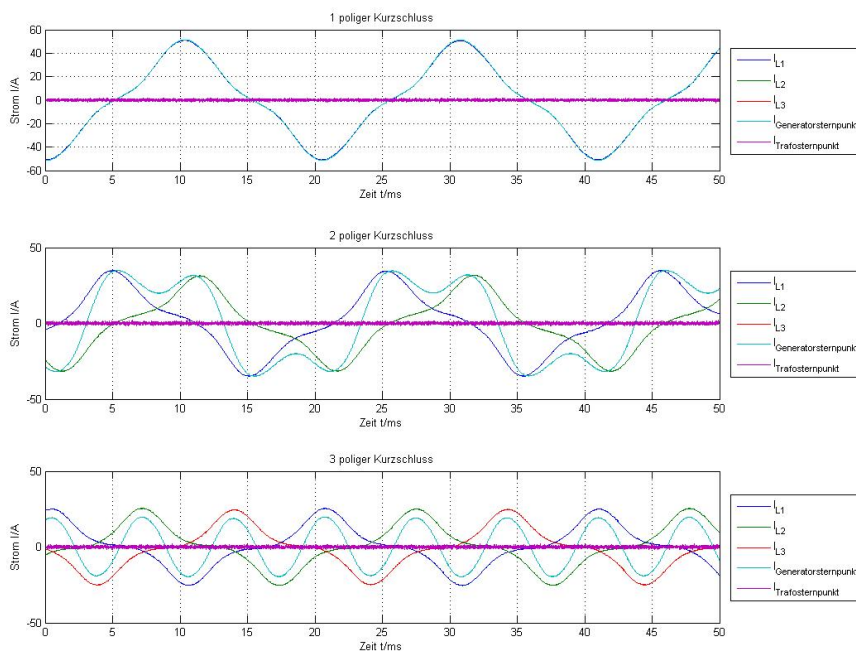 1 poliger Kurzschluss
60
40
20
0
-20
-40
-60
Strom I/A
0 5 10 15 20 25 30 35 40 45 50
Zeit t/ms
I_L1
I_L2
I_L3
I_Generatorsternpunkt
I_Trafosternpunkt
2 poliger Kurzschluss
50
0
-50
Strom I/A
0 5 10 15 20 25 30 35 40 45 50
Zeit t/ms
I_L1
I_L2
I_L3
I_Generatorsternpunkt
I_Trafosternpunkt
3 poliger Kurzschluss
50
0
-50
Strom I/A
0 5 10 15 20 25 30 35 40 45 50
Zeit t/ms
I_L1
I_L2
I_L3
I_Generatorsternpunkt
I_Trafosternpunkt